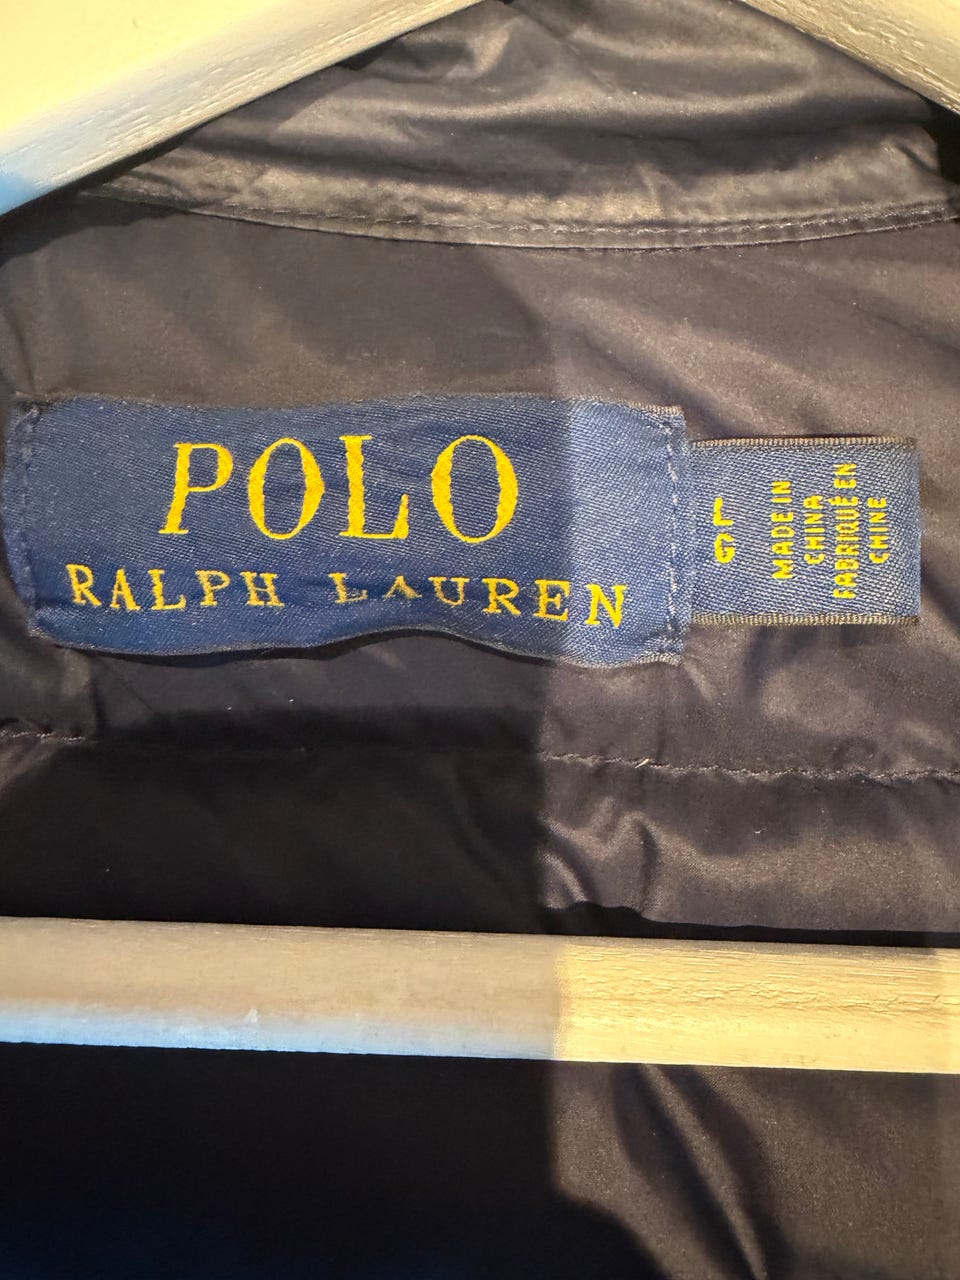 POLO
RALPH LAUREN
L G
MADE IN
CHINA
FABRIQUÉ EN
CHINE